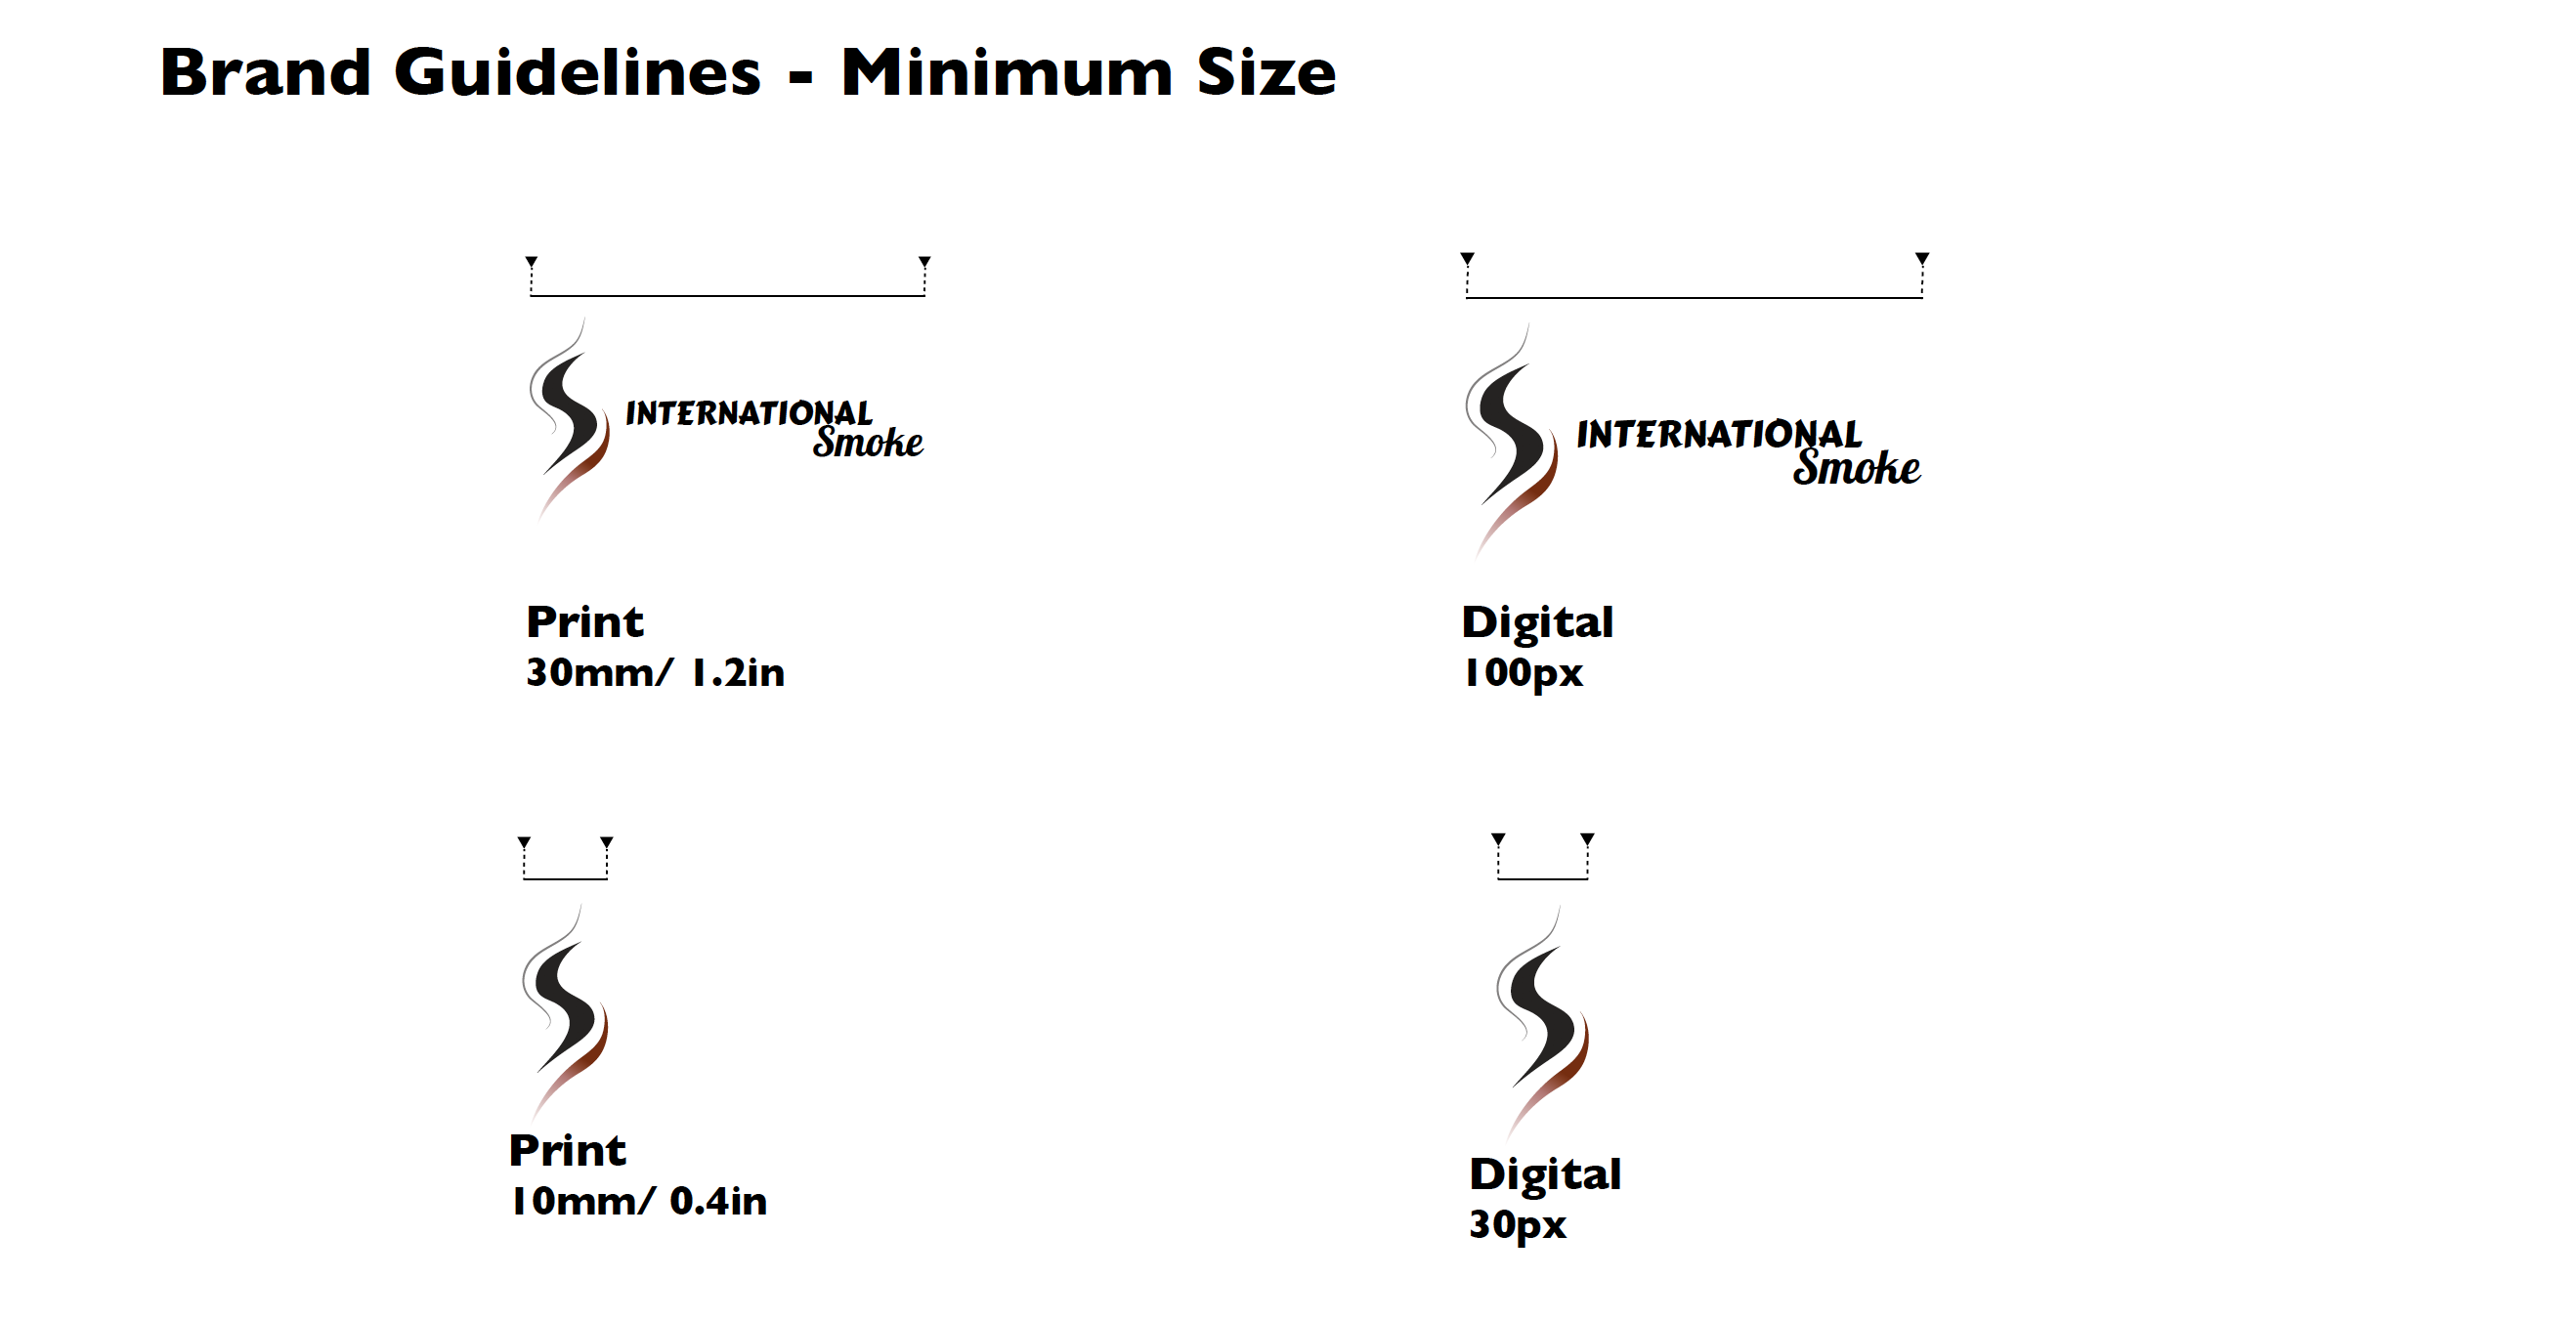 Brand Guidelines - Minimum Size
INTERNATIONAL
Smoke
Print
30mm/ 1.2in
INTERNATIONAL
Smoke
Digital
100px
Print
10mm/ 0.4in
Digital
30px